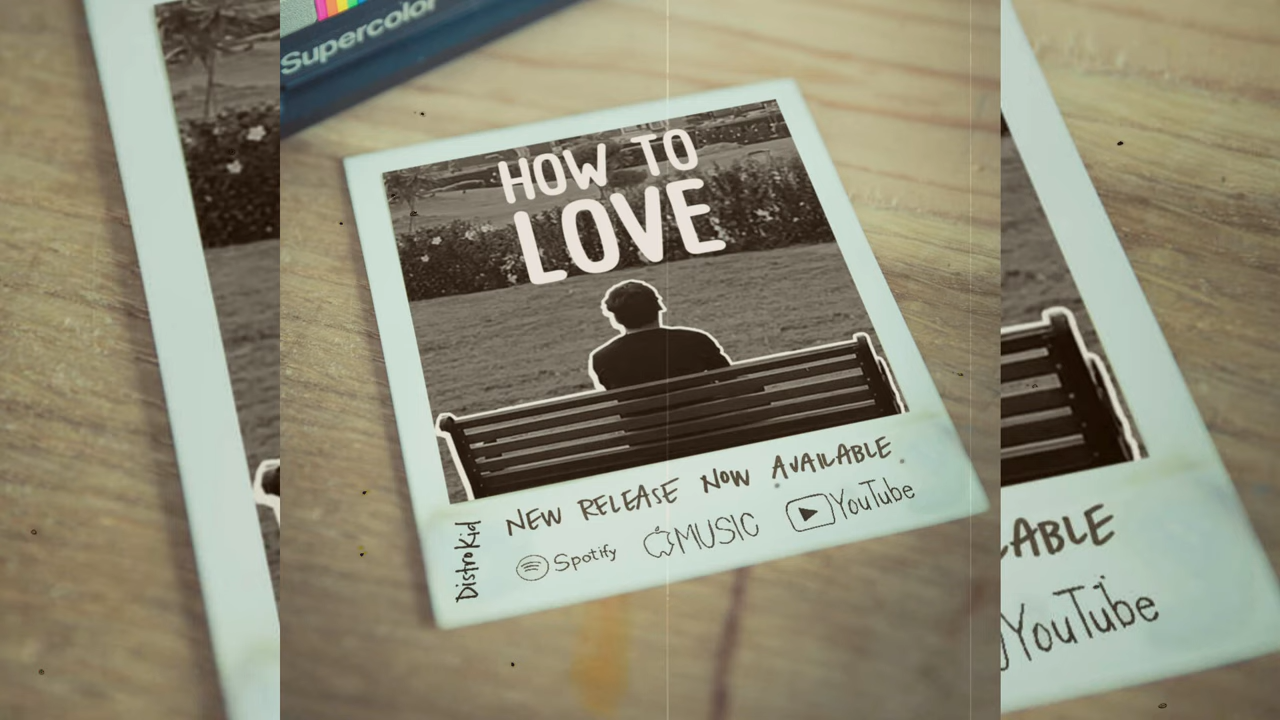 Supercolor
HOW TO
LOVE
NEW RELEASE NOW AVAILABLE
DistroKid
Spotify
MUSIC
YouTube
ABLE
YouTube